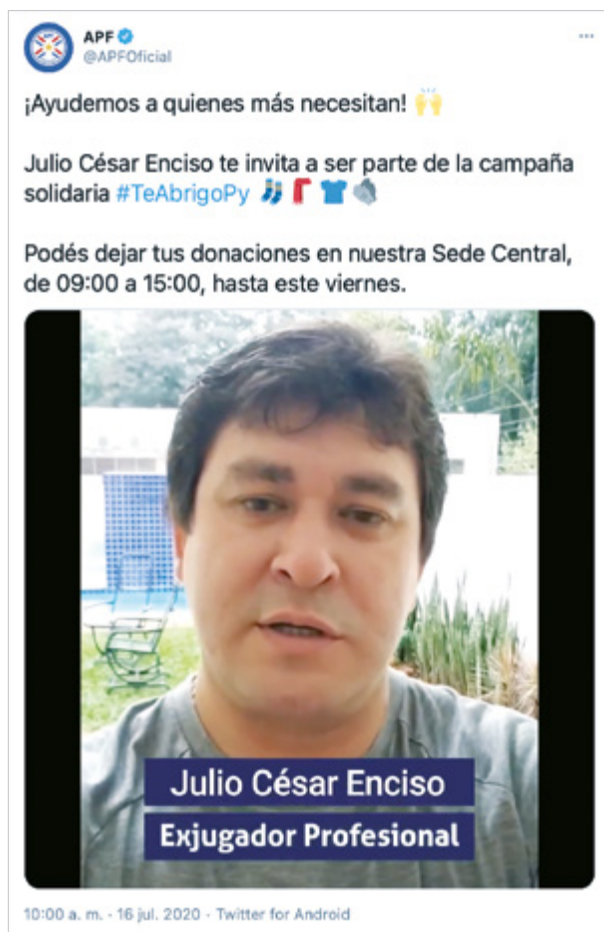 APF
@APFOficial
¡Ayudemos a quienes más necesitan! 🙌
Julio César Enciso te invita a ser parte de la campaña
solidaria #TeAbrigoPy 🧦🧣👕🧤
Podés dejar tus donaciones en nuestra Sede Central,
de 09:00 a 15:00, hasta este viernes.
Julio César Enciso
Exjugador Profesional
10:00 a. m. - 16 jul. 2020 - Twitter for Android